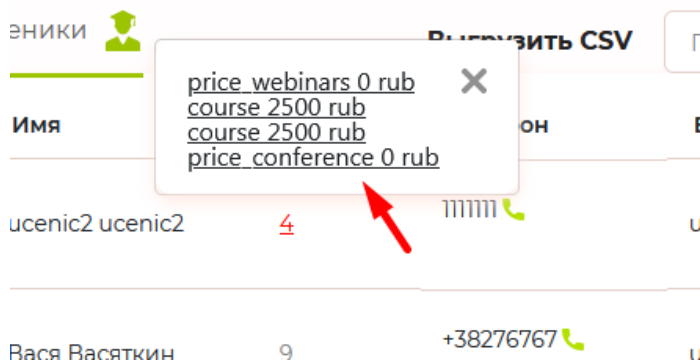 еники
Выгрузить CSV
price_webinars 0 rub
course 2500 rub
course 2500 rub
price_conference 0 rub
Имя
он
ucenic2 ucenic2
4
1111111
Вася Васяткин
9
+38276767